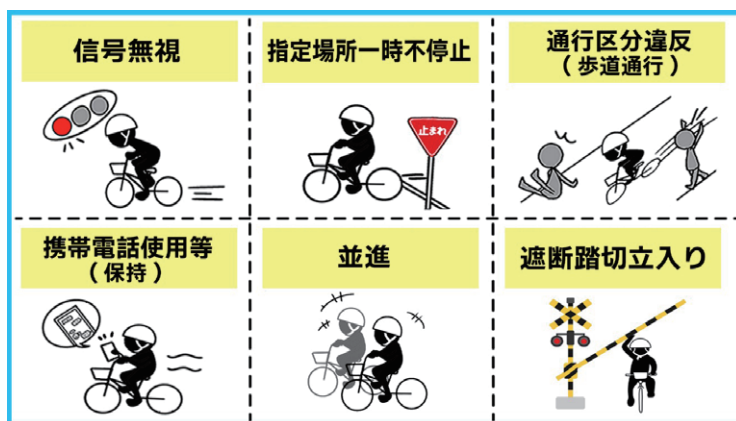 信号無視
指定場所一時不停止
通行区分違反
（歩道通行）
止まれ
携帯電話使用等
（保持）
並進
遮断踏切立入り